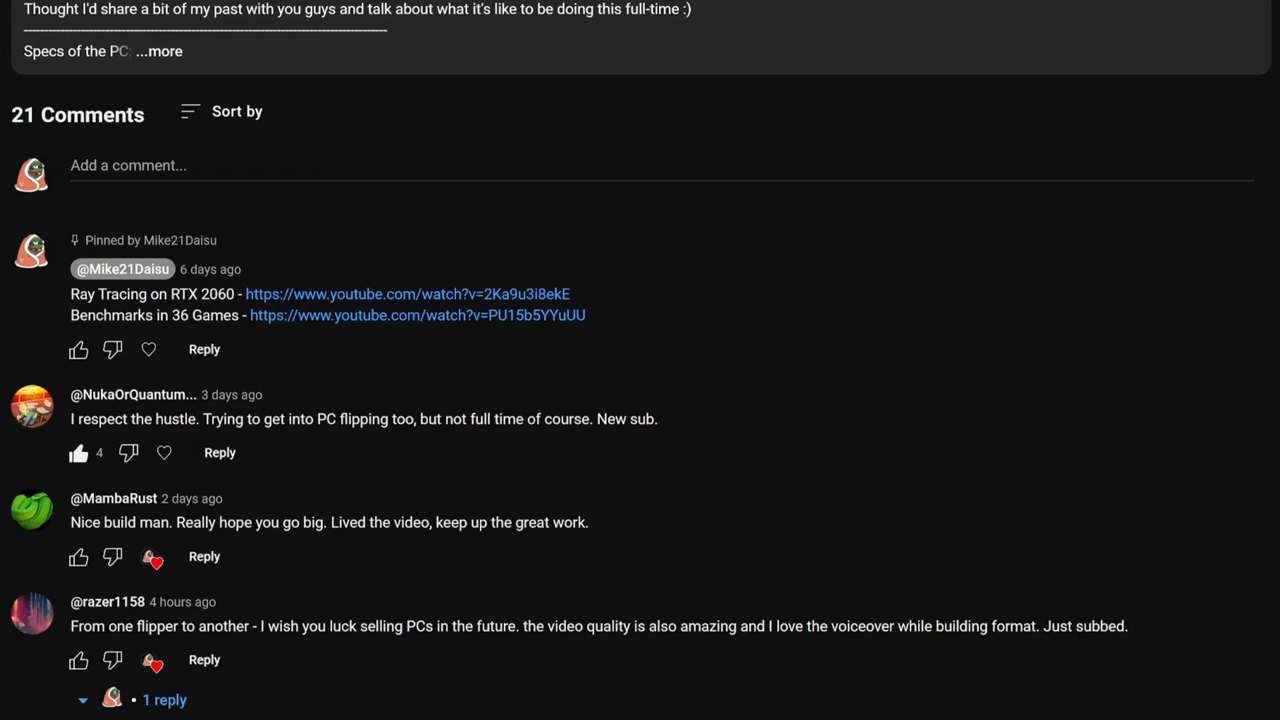 Thought I'd share a bit of my past with you guys and talk about what it's like to be doing this full-time :)
--------------------------------------------------------------------------------------------
Specs of the PC: ...more
21 Comments
Sort by
Add a comment...
Pinned by Mike21Daisu
@Mike21Daisu 6 days ago
Ray Tracing on RTX 2060 - https://www.youtube.com/watch?v=2Ka9u3i8ekE
Benchmarks in 36 Games - https://www.youtube.com/watch?v=PU15b5YYuUU
Reply
@NukaOrQuantum... 3 days ago
I respect the hustle. Trying to get into PC flipping too, but not full time of course. New sub.
4 Reply
@MambaRust 2 days ago
Nice build man. Really hope you go big. Lived the video, keep up the great work.
Reply
@razer1158 4 hours ago
From one flipper to another - I wish you luck selling PCs in the future. the video quality is also amazing and I love the voiceover while building format. Just subbed.
Reply
• 1 reply